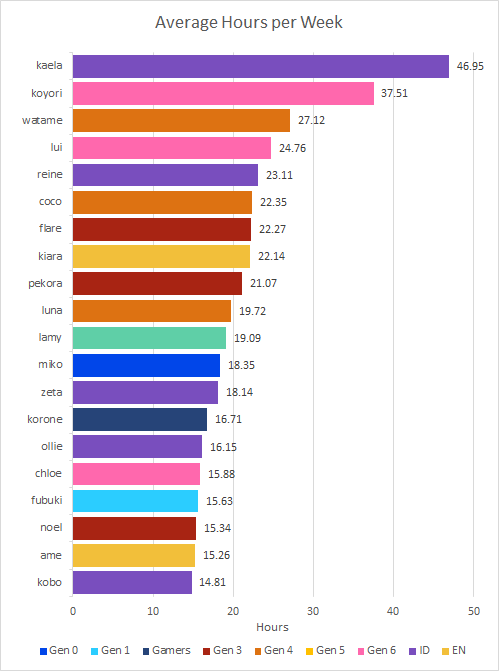 Average Hours per Week
kaela 46.95
koyori 37.51
watame 27.12
lui 24.76
reine 23.11
coco 22.35
flare 22.27
kiara 22.14
pekora 21.07
luna 19.72
lamy 19.09
miko 18.35
zeta 18.14
korone 16.71
ollie 16.15
chloe 15.88
fubuki 15.63
noel 15.34
ame 15.26
kobo 14.81
0 10 20 30 40 50
Hours
Gen 0 Gen 1 Gamers Gen 3 Gen 4 Gen 5 Gen 6 ID EN